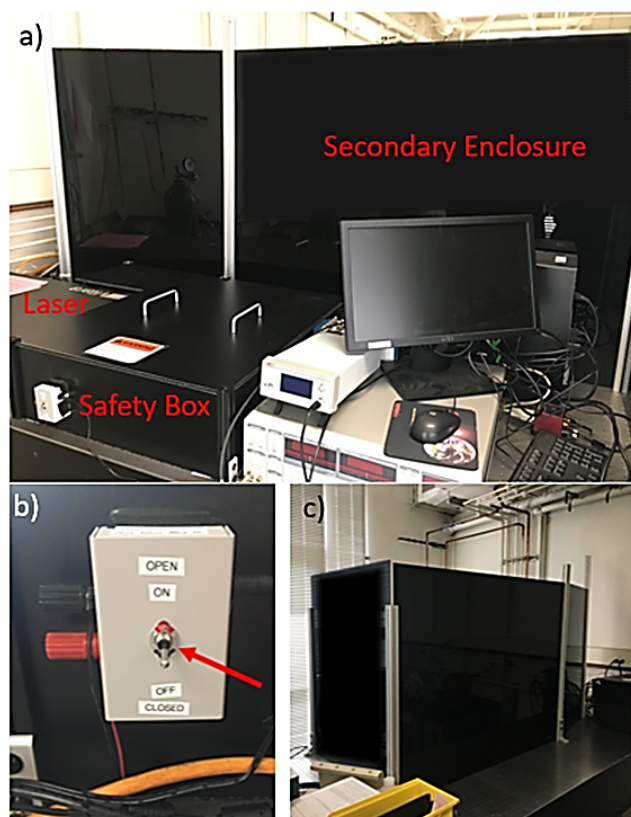 a)
Secondary Enclosure
Laser
Safety Box
b)
OPEN
ON
OFF
CLOSED
c)